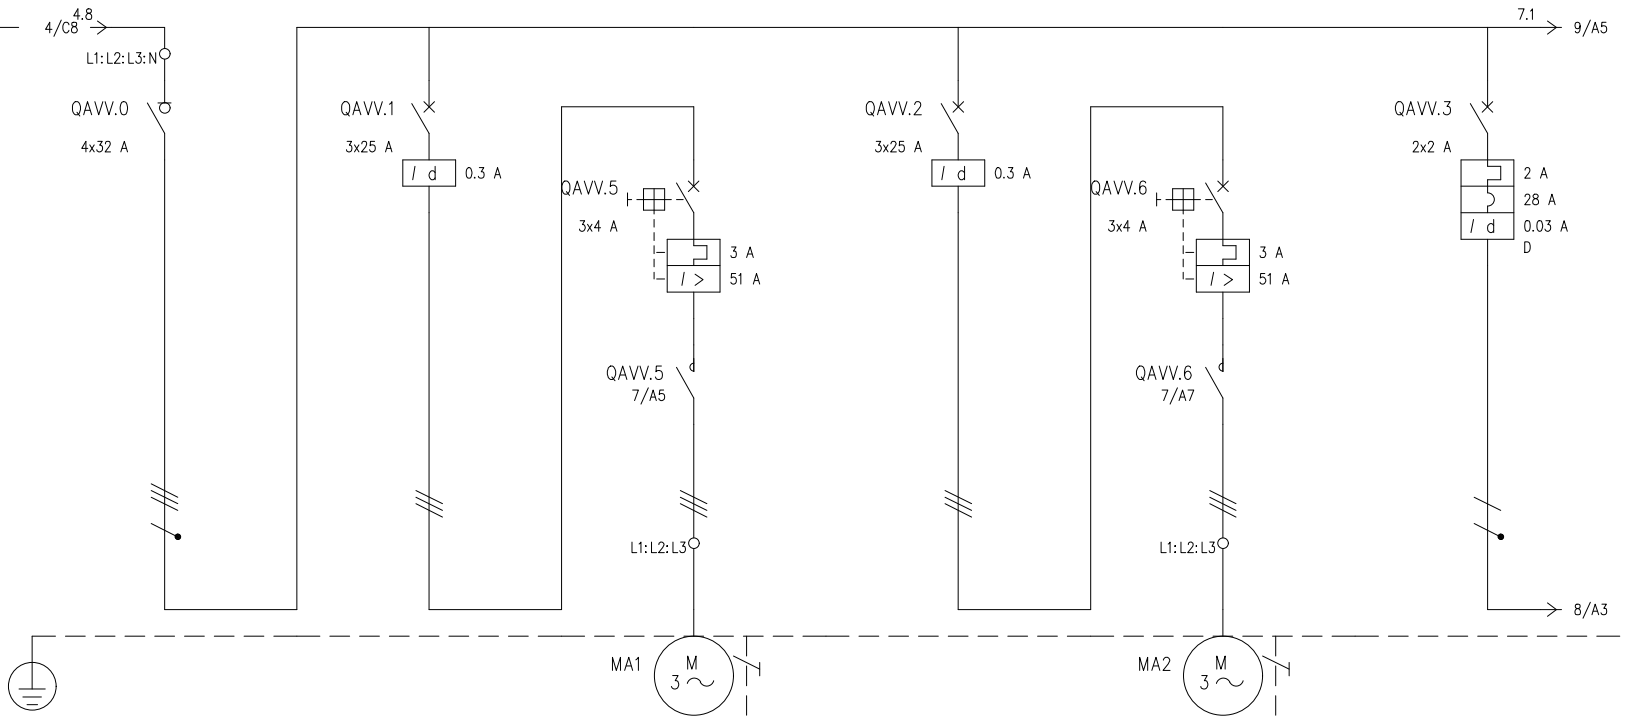 4.8
4/C8
7.1
9/A5
L1:L2:L3:N
QAVV.0
4x32 A
QAVV.1
3x25 A
I d 0.3 A
QAVV.5
3x4 A
3 A
I > 51 A
QAVV.5
7/A5
L1:L2:L3
MA1
M
3
QAVV.2
3x25 A
I d 0.3 A
QAVV.6
3x4 A
3 A
I > 51 A
QAVV.6
7/A7
L1:L2:L3
MA2
M
3
QAVV.3
2x2 A
2 A
28 A
I d 0.03 A
D
8/A3